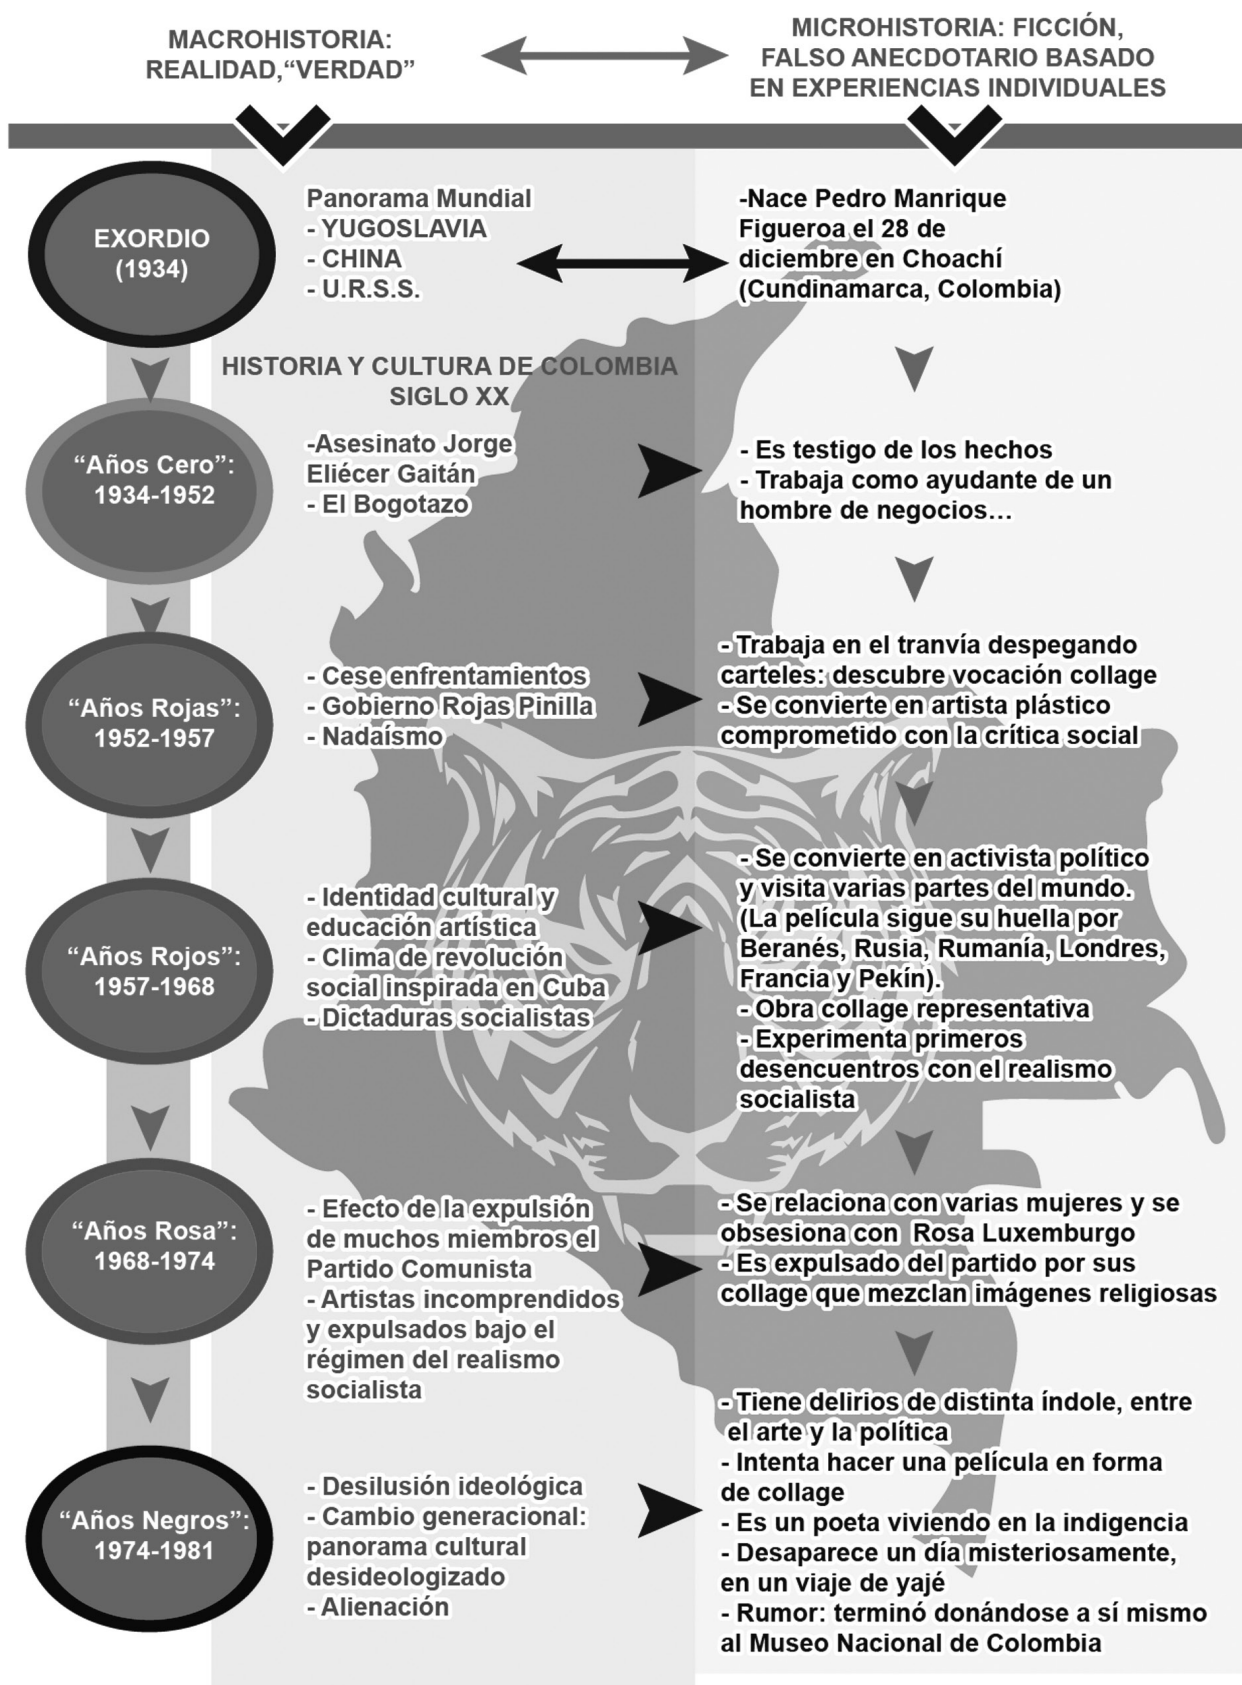 MACROHISTORIA:
REALIDAD,“VERDAD”
MICROHISTORIA: FICCIÓN,
FALSO ANECDOTARIO BASADO
EN EXPERIENCIAS INDIVIDUALES
EXORDIO
(1934)
Panorama Mundial
- YUGOSLAVIA
- CHINA
- U.R.S.S.
-Nace Pedro Manrique
Figueroa el 28 de
diciembre en Choachí
(Cundinamarca, Colombia)
HISTORIA Y CULTURA DE COLOMBIA
SIGLO XX
“Años Cero”:
1934-1952
-Asesinato Jorge
Eliécer Gaitán
- El Bogotazo
- Es testigo de los hechos
- Trabaja como ayudante de un
hombre de negocios…
“Años Rojas”:
1952-1957
- Cese enfrentamientos
- Gobierno Rojas Pinilla
- Nadaísmo
- Trabaja en el tranvía despegando
carteles: descubre vocación collage
- Se convierte en artista plástico
comprometido con la crítica social
“Años Rojos”:
1957-1968
- Identidad cultural y
educación artística
- Clima de revolución
social inspirada en Cuba
- Dictaduras socialistas
- Se convierte en activista político
y visita varias partes del mundo.
(La película sigue su huella por
Beranés, Rusia, Rumanía, Londres,
Francia y Pekín).
- Obra collage representativa
- Experimenta primeros
desencuentros con el realismo
socialista
“Años Rosa”:
1968-1974
- Efecto de la expulsión
de muchos miembros el
Partido Comunista
- Artistas incomprendidos
y expulsados bajo el
régimen del realismo
socialista
- Se relaciona con varias mujeres y se
obsesiona con Rosa Luxemburgo
- Es expulsado del partido por sus
collage que mezclan imágenes religiosas
“Años Negros”:
1974-1981
- Desilusión ideológica
- Cambio generacional:
panorama cultural
desideologizado
- Alienación
- Tiene delirios de distinta índole, entre
el arte y la política
- Intenta hacer una película en forma
de collage
- Es un poeta viviendo en la indigencia
- Desaparece un día misteriosamente,
en un viaje de yajé
- Rumor: terminó donándose a sí mismo
al Museo Nacional de Colombia